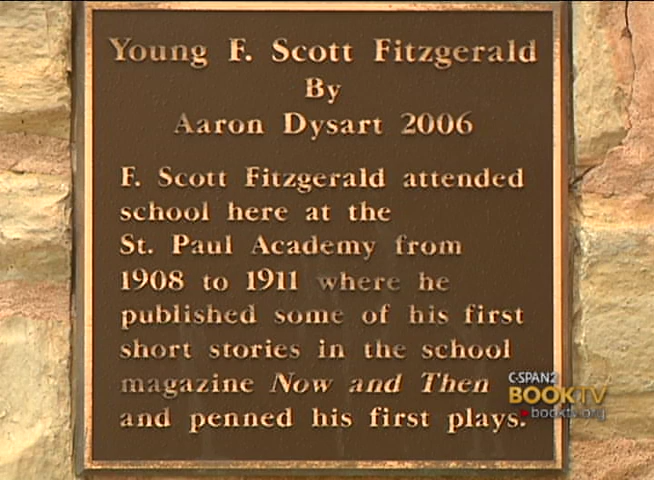 Young F. Scott Fitzgerald
By
Aaron Dysart 2006
F. Scott Fitzgerald attended
school here at the
St. Paul Academy from
1908 to 1911 where he
published some of his first
short stories in the school
magazine Now and Then
and penned his first plays.
C-SPAN2
BOOKTV
booktv.org